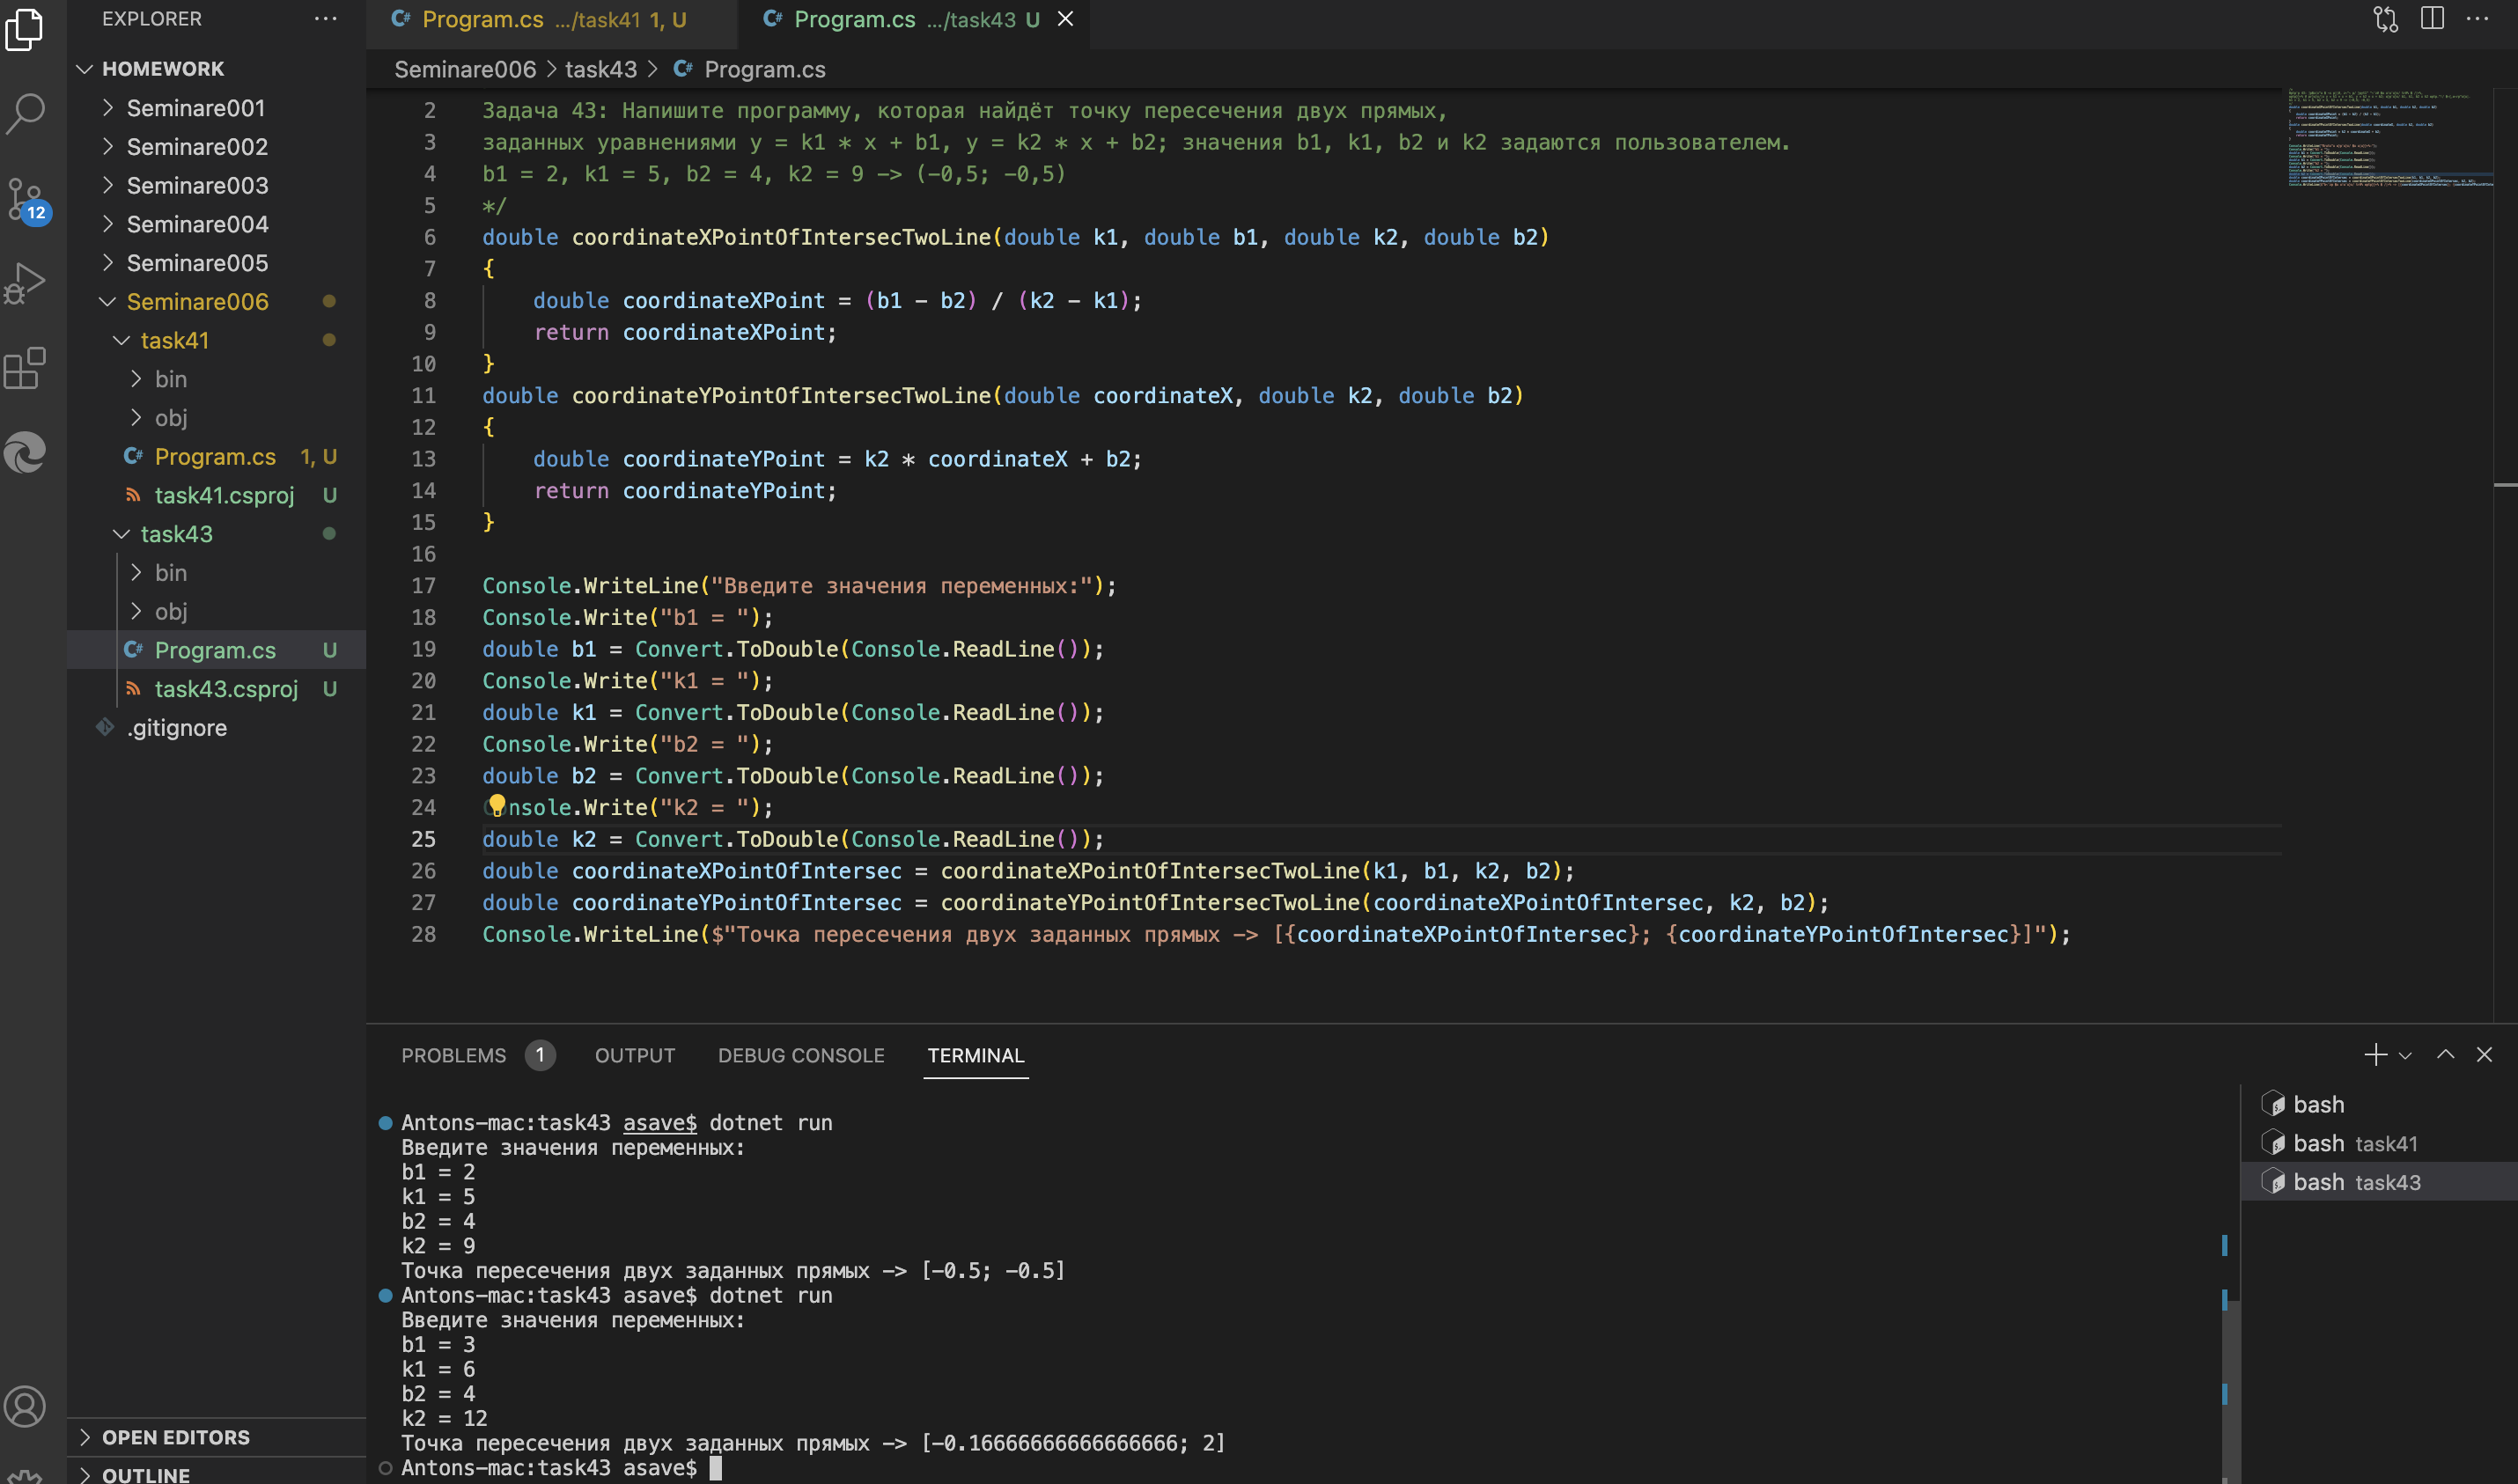 EXPLORER
HOMEWORK
Seminare001
Seminare002
Seminare003
Seminare004
Seminare005
Seminare006
task41
bin
obj
Program.cs 1, U
task41.csproj U
task43
bin
obj
Program.cs U
task43.csproj U
.gitignore
OPEN EDITORS
OUTLINE
12
Program.cs .../task41 1, U
Program.cs .../task43 U
Seminare006 > task43 > Program.cs
2 Задача 43: Напишите программу, которая найдёт точку пересечения двух прямых,
3 заданных уравнениями y = k1 * x + b1, y = k2 * x + b2; значения b1, k1, b2 и k2 задаются пользователем.
4 b1 = 2, k1 = 5, b2 = 4, k2 = 9 -> (-0,5; -0,5)
5 */
6 double coordinateXPointOfIntersecTwoLine(double k1, double b1, double k2, double b2)
7 {
8 double coordinateXPoint = (b1 - b2) / (k2 - k1);
9 return coordinateXPoint;
10 }
11 double coordinateYPointOfIntersecTwoLine(double coordinateX, double k2, double b2)
12 {
13 double coordinateYPoint = k2 * coordinateX + b2;
14 return coordinateYPoint;
15 }
16
17 Console.WriteLine("Введите значения переменных:");
18 Console.Write("b1 = ");
19 double b1 = Convert.ToDouble(Console.ReadLine());
20 Console.Write("k1 = ");
21 double k1 = Convert.ToDouble(Console.ReadLine());
22 Console.Write("b2 = ");
23 double b2 = Convert.ToDouble(Console.ReadLine());
24 Console.Write("k2 = ");
25 double k2 = Convert.ToDouble(Console.ReadLine());
26 double coordinateXPointOfIntersec = coordinateXPointOfIntersecTwoLine(k1, b1, k2, b2);
27 double coordinateYPointOfIntersec = coordinateYPointOfIntersecTwoLine(coordinateXPointOfIntersec, k2, b2);
28 Console.WriteLine($"Точка пересечения двух заданных прямых -> [{coordinateXPointOfIntersec}; {coordinateYPointOfIntersec}]");
PROBLEMS 1 OUTPUT DEBUG CONSOLE TERMINAL
Antons-mac:task43 asave$ dotnet run
Введите значения переменных:
b1 = 2
k1 = 5
b2 = 4
k2 = 9
Точка пересечения двух заданных прямых -> [-0.5; -0.5]
Antons-mac:task43 asave$ dotnet run
Введите значения переменных:
b1 = 3
k1 = 6
b2 = 4
k2 = 12
Точка пересечения двух заданных прямых -> [-0.16666666666666666; 2]
Antons-mac:task43 asave$
bash
bash task41
bash task43